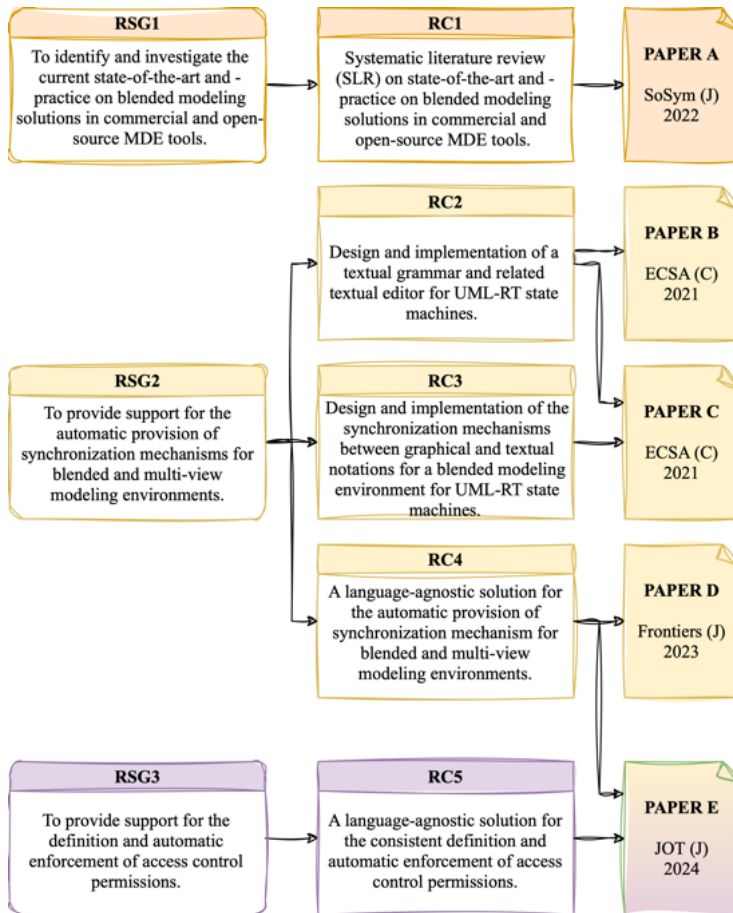 RSG1
To identify and investigate the
current state-of-the-art and -
practice on blended modeling
solutions in commercial and open-
source MDE tools.
RC1
Systematic literature review
(SLR) on state-of-the-art and -
practice on blended modeling
solutions in commercial and
open-source MDE tools.
PAPER A
SoSym (J)
2022
RC2
Design and implementation of a
textual grammar and related
textual editor for UML-RT state
machines.
PAPER B
ECSA (C)
2021
RSG2
To provide support for the
automatic provision of
synchronization mechanisms for
blended and multi-view
modeling environments.
RC3
Design and implementation of the
synchronization mechanisms
between graphical and textual
notations for a blended modeling
environment for UML-RT state
machines.
PAPER C
ECSA (C)
2021
RC4
A language-agnostic solution for
the automatic provision of
synchronization mechanism for
blended and multi-view
modeling environments.
PAPER D
Frontiers (J)
2023
RSG3
To provide support for the
definition and automatic
enforcement of access control
permissions.
RC5
A language-agnostic solution for
the consistent definition and
automatic enforcement of access
control permissions.
PAPER E
JOT (J)
2024